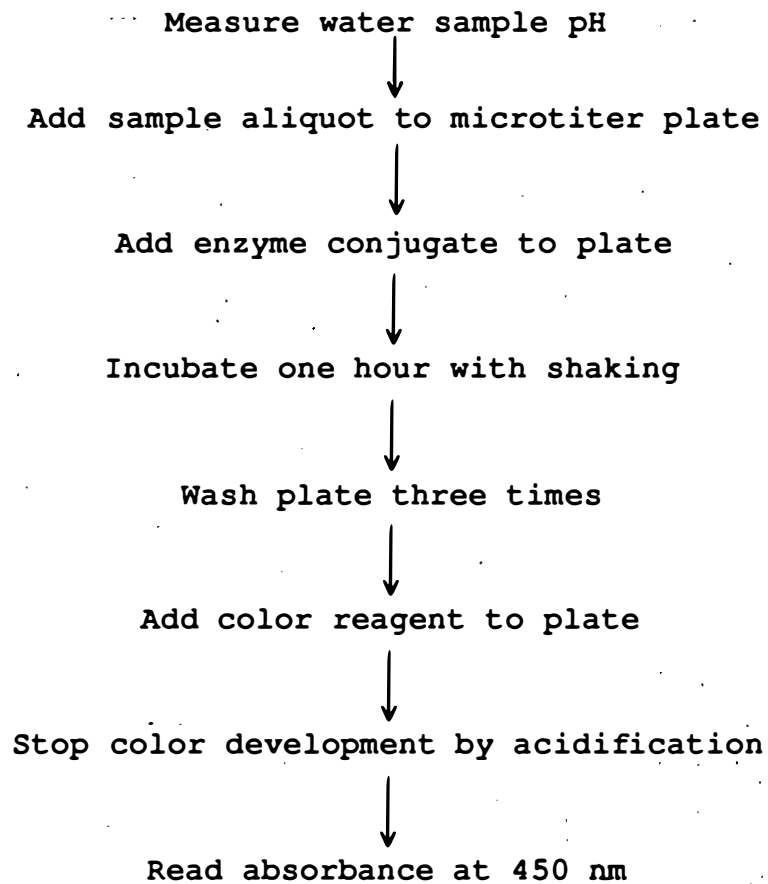 Measure water sample pH
Add sample aliquot to microtiter plate
Add enzyme conjugate to plate
Incubate one hour with shaking
Wash plate three times
Add color reagent to plate
Stop color development by acidification
Read absorbance at 450 nm